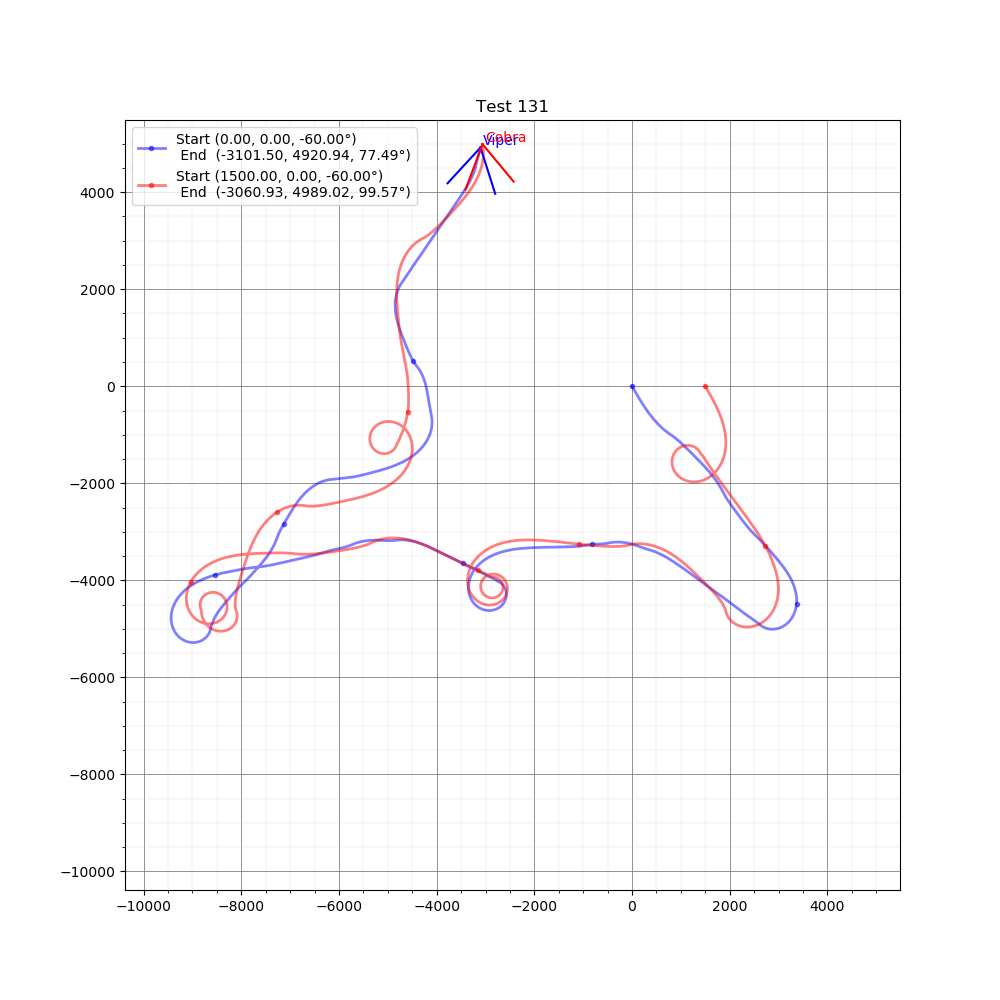 Test 131
Start (0.00, 0.00, -60.00°)
End  (-3101.50, 4920.94, 77.49°)
Start (1500.00, 0.00, -60.00°)
End  (-3060.93, 4989.02, 99.57°)
Cobra
Viper
4000
2000
0
−2000
−4000
−6000
−8000
−10000
−10000 −8000 −6000 −4000 −2000 0 2000 4000